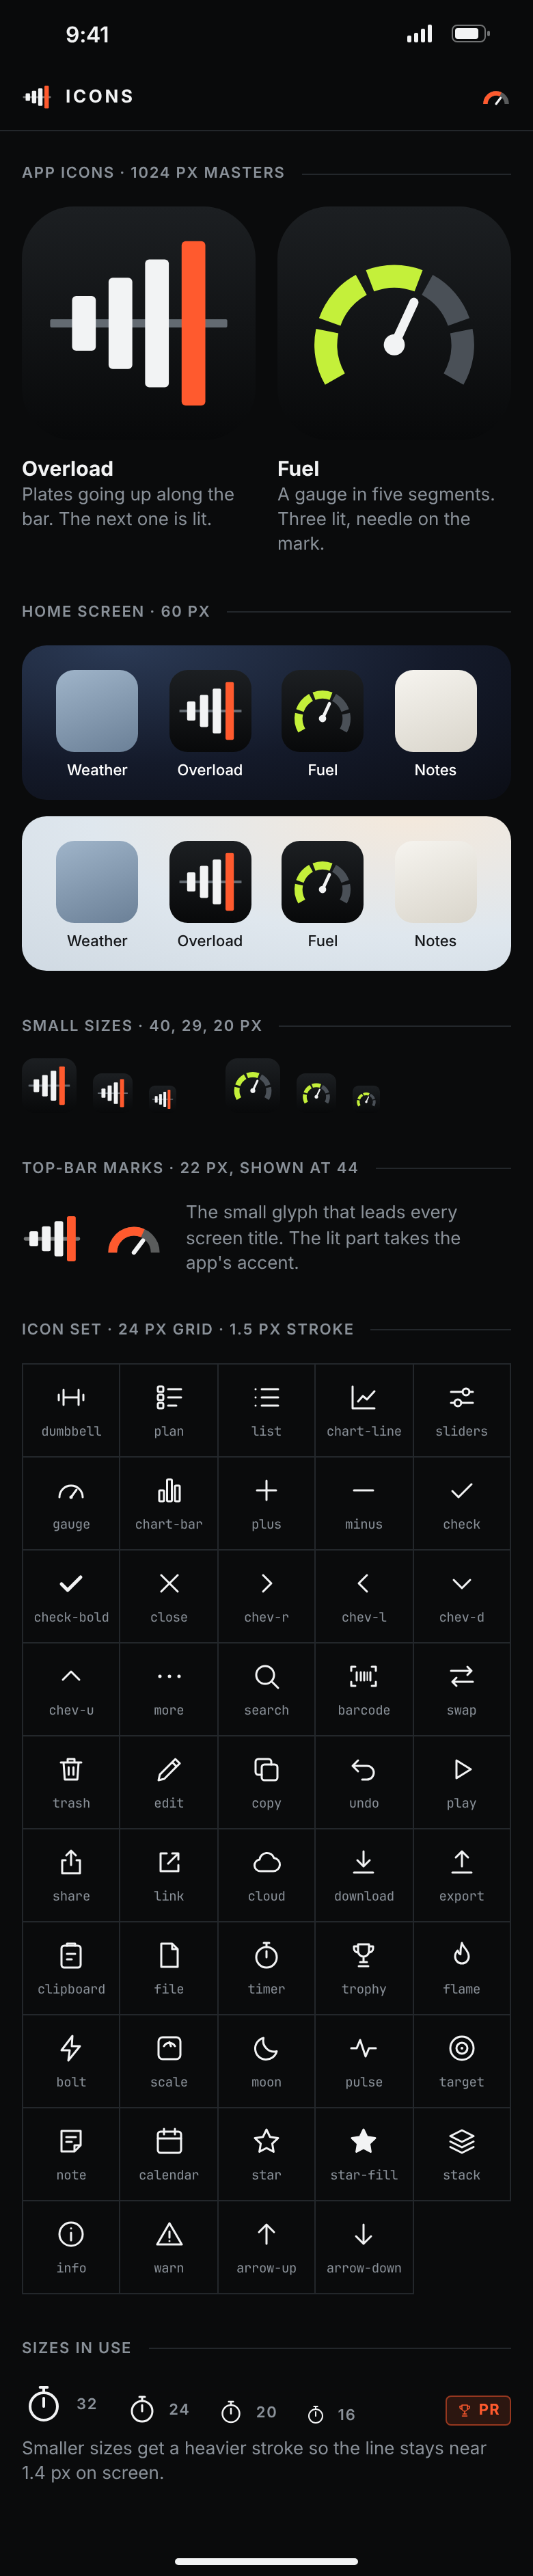 9:41
ICONS
APP ICONS · 1024 PX MASTERS
Overload
Plates going up along the
bar. The next one is lit.
Fuel
A gauge in five segments.
Three lit, needle on the
mark.
HOME SCREEN · 60 PX
Weather
Overload
Fuel
Notes
Weather
Overload
Fuel
Notes
SMALL SIZES · 40, 29, 20 PX
TOP-BAR MARKS · 22 PX, SHOWN AT 44
The small glyph that leads every
screen title. The lit part takes the
app's accent.
ICON SET · 24 PX GRID · 1.5 PX STROKE
dumbbell
plan
list
chart-line
sliders
gauge
chart-bar
plus
minus
check
check-bold
close
chev-r
chev-l
chev-d
chev-u
more
search
barcode
swap
trash
edit
copy
undo
play
share
link
cloud
download
export
clipboard
file
timer
trophy
flame
bolt
scale
moon
pulse
target
note
calendar
star
star-fill
stack
info
warn
arrow-up
arrow-down
SIZES IN USE
32
24
20
16
PR
Smaller sizes get a heavier stroke so the line stays near
1.4 px on screen.